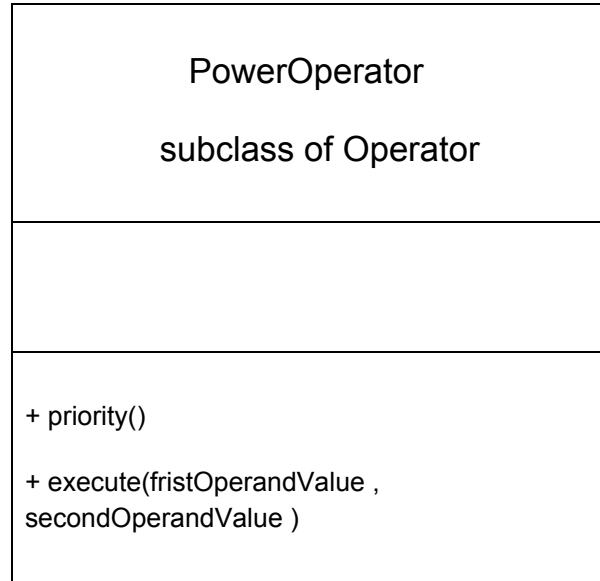 PowerOperator
subclass of Operator
+ priority()
+ execute(fristOperandValue ,
secondOperandValue )